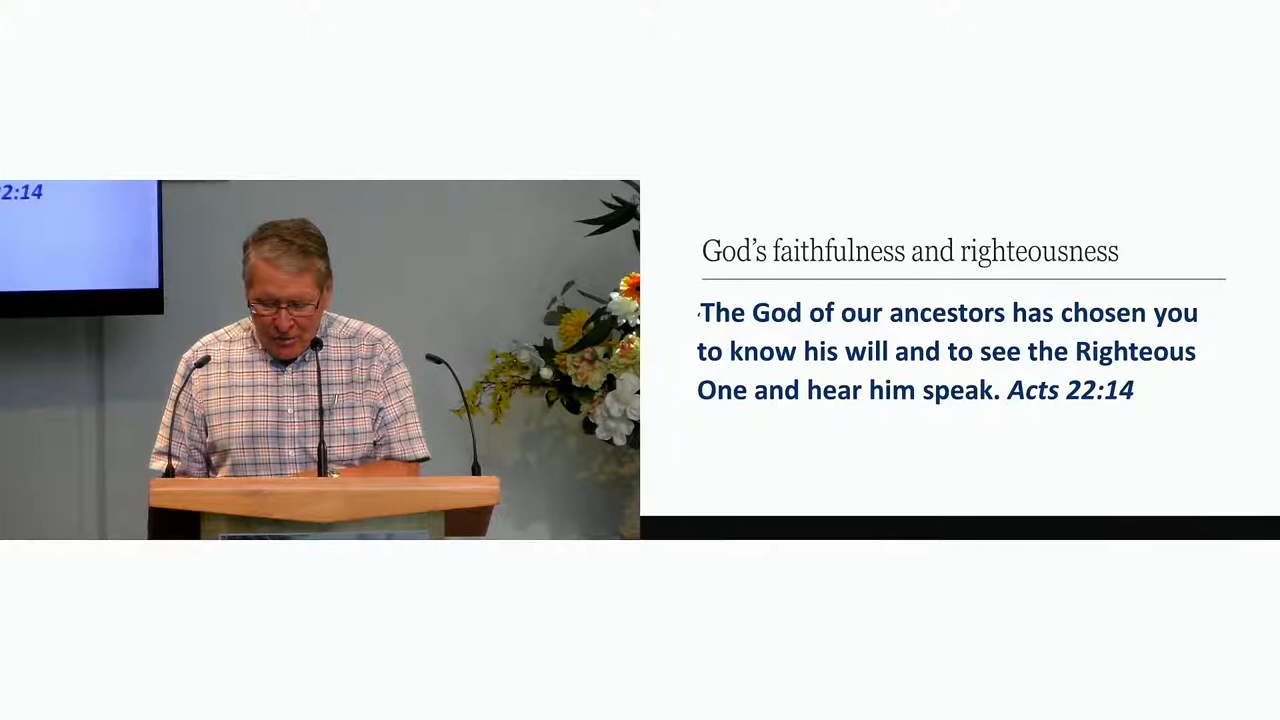 22:14
God's faithfulness and righteousness
The God of our ancestors has chosen you
to know his will and to see the Righteous
One and hear him speak. Acts 22:14